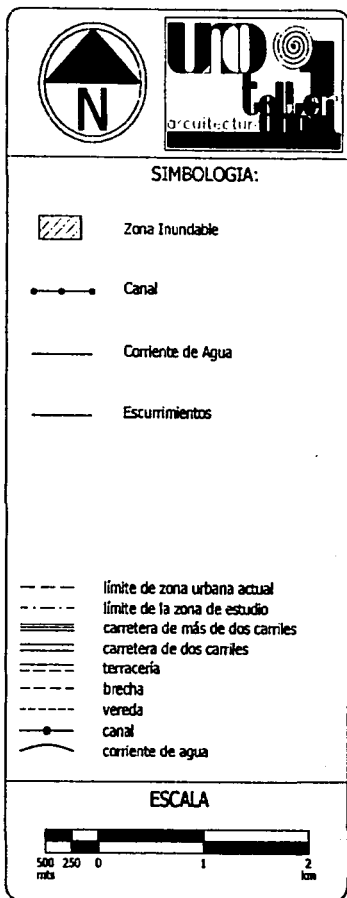 N
uno
arquitectura
SIMBOLOGIA:
Zona Inundable
Canal
Corriente de Agua
Escurrimientos
límite de zona urbana actual
límite de la zona de estudio
carretera de más de dos carriles
carretera de dos carriles
terracería
brecha
vereda
canal
corriente de agua
ESCALA
500 250 0 1 2
mts km